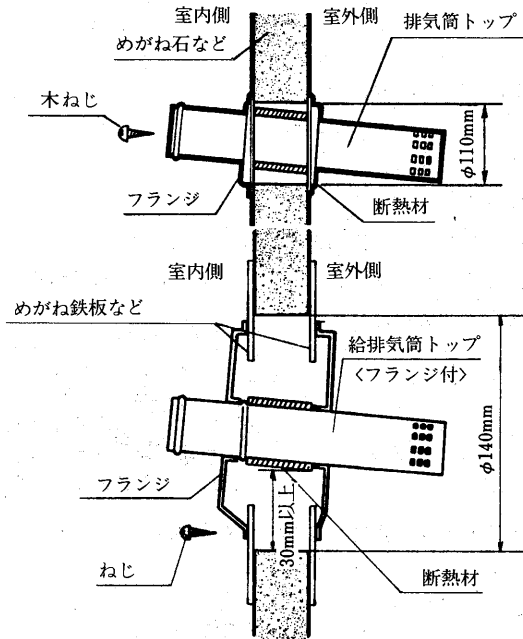 室内側
室外側
めがね石など
排気筒トップ
木ねじ
φ110mm
フランジ
断熱材
室内側
室外側
めがね鉄板など
給排気筒トップ
〈フランジ付〉
φ140mm
フランジ
30mm以上
ねじ
断熱材